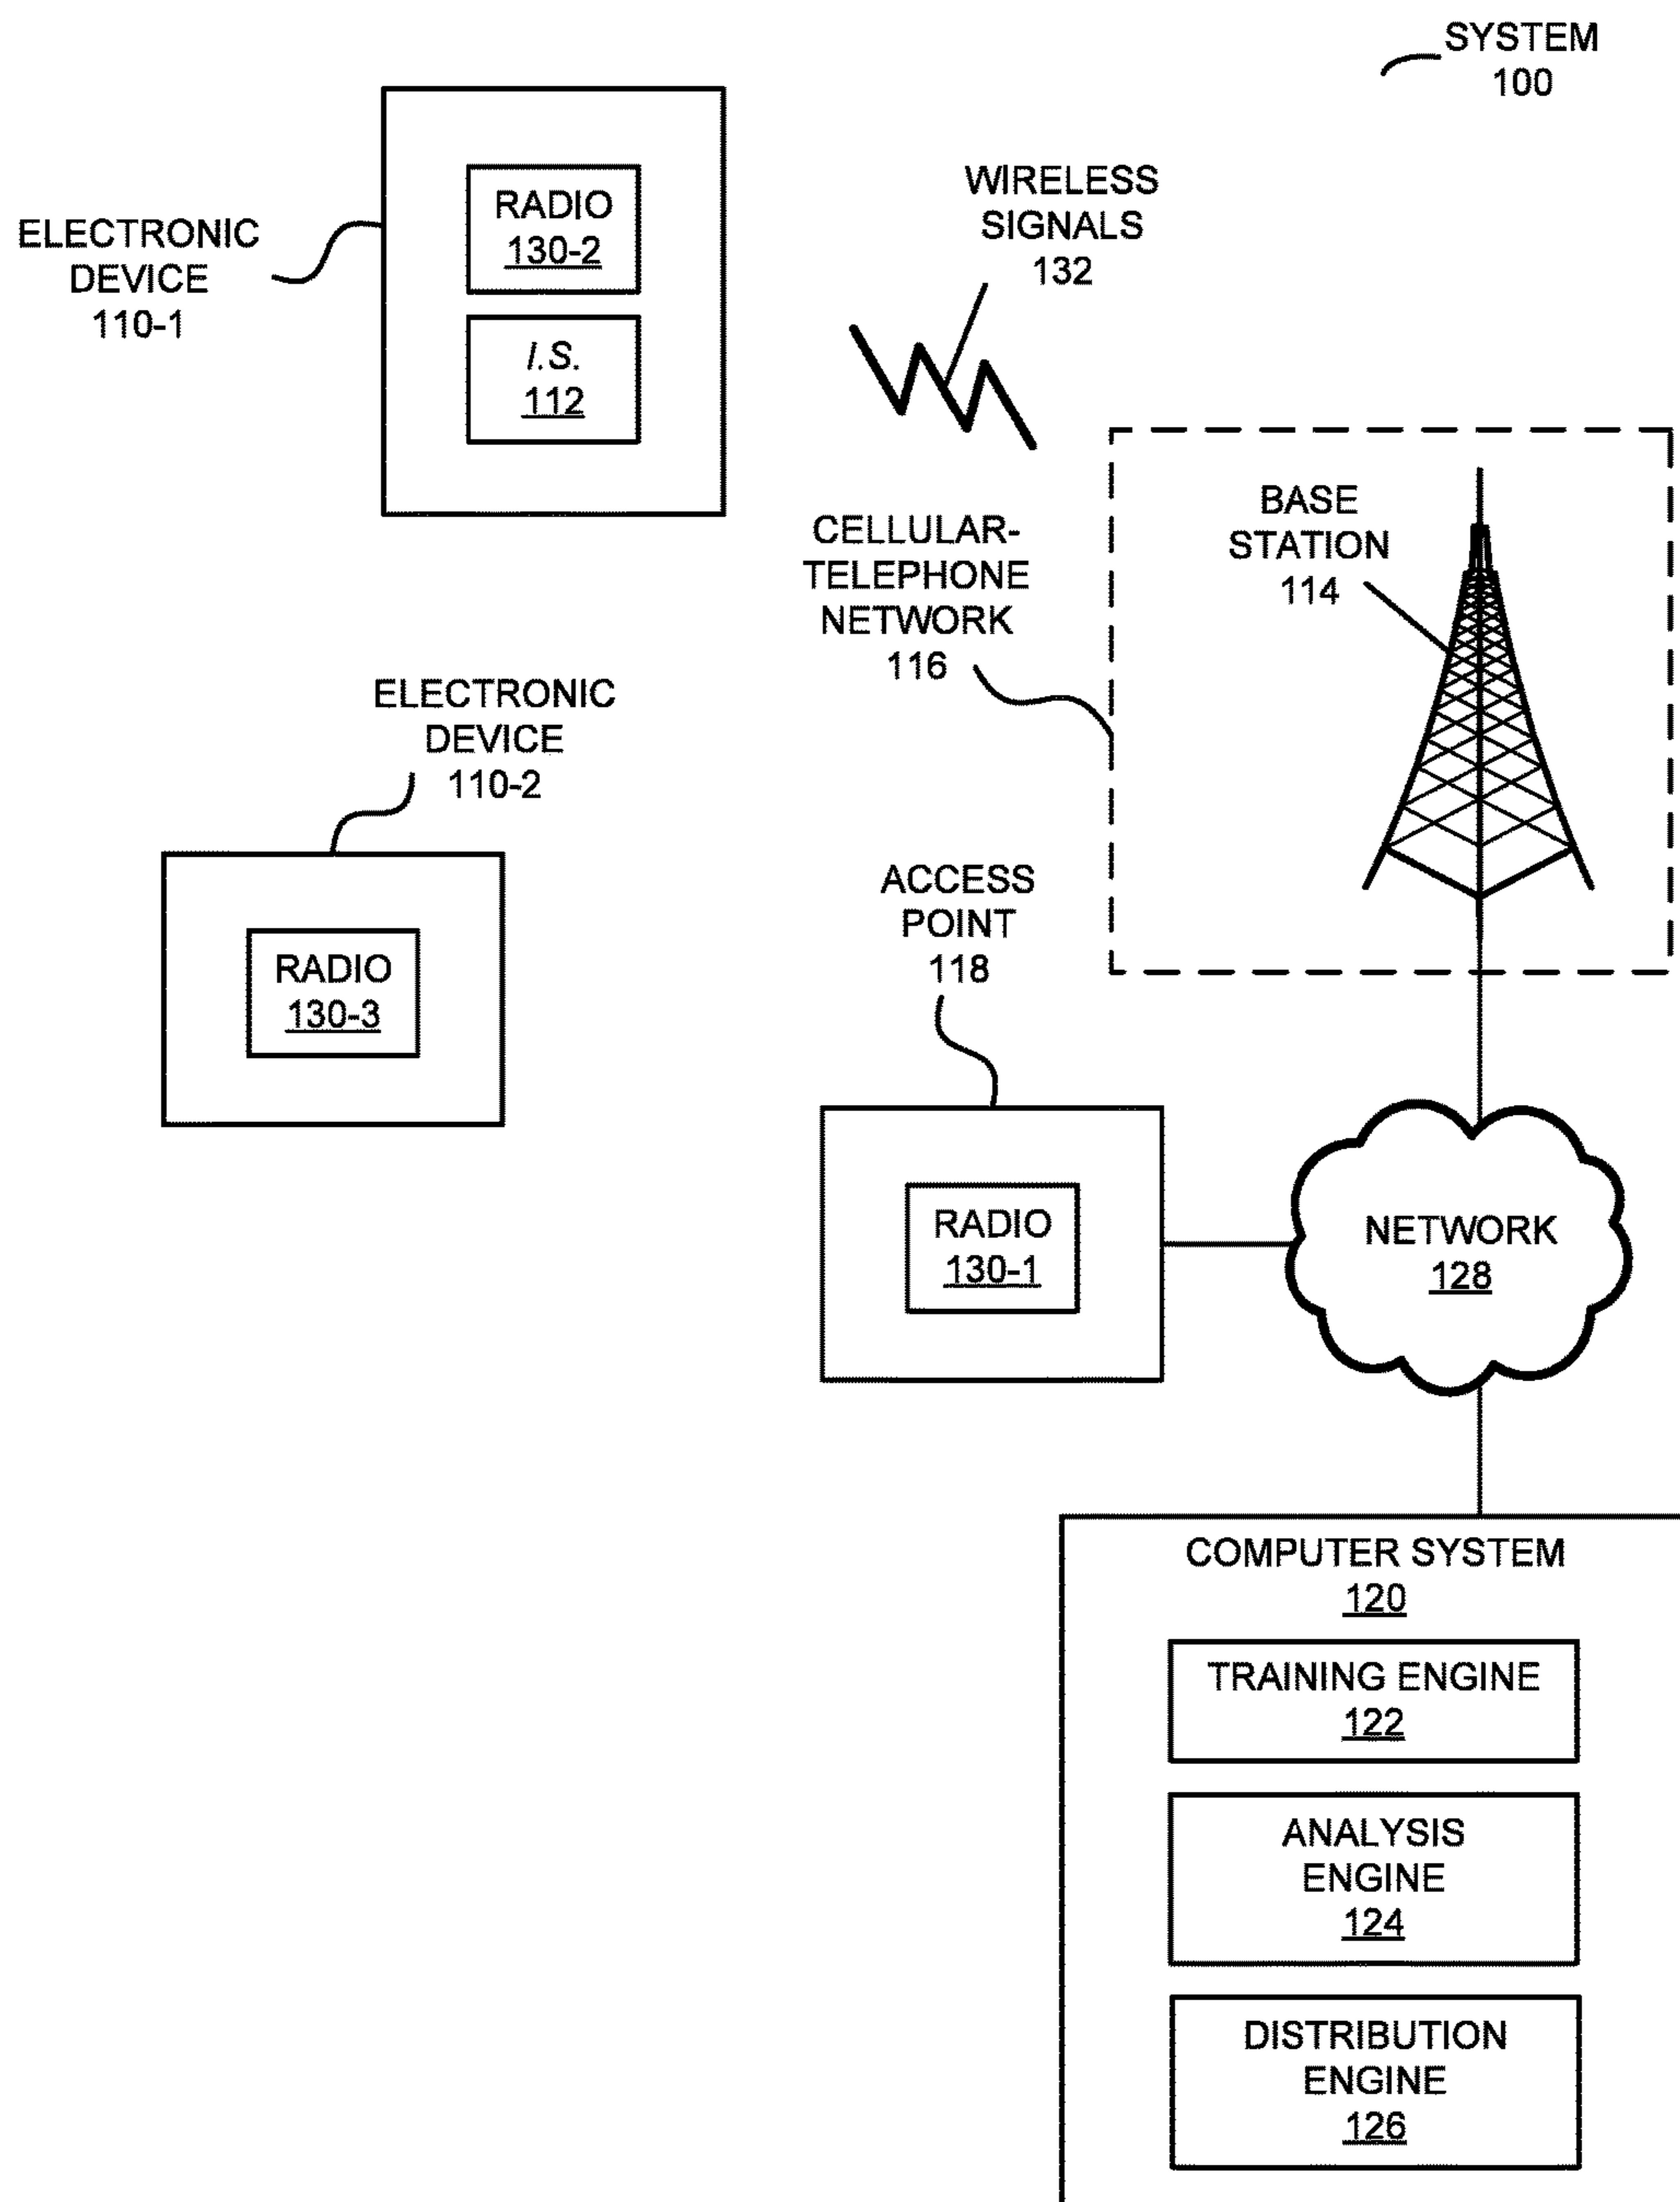 SYSTEM
100
RADIO
130-2
I.S.
112
ELECTRONIC
DEVICE
110-1
WIRELESS
SIGNALS
132
BASE
STATION
114
CELLULAR-
TELEPHONE
NETWORK
116
ELECTRONIC
DEVICE
110-2
RADIO
130-3
ACCESS
POINT
118
RADIO
130-1
NETWORK
128
COMPUTER SYSTEM
120
TRAINING ENGINE
122
ANALYSIS
ENGINE
124
DISTRIBUTION
ENGINE
126